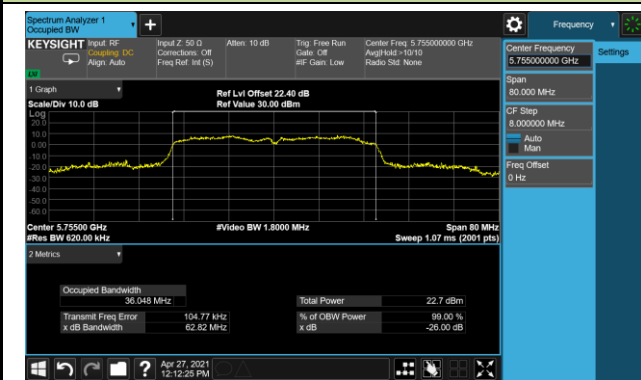 Spectrum Analyzer 1
Occupied BW
+
Frequency
KEYSIGHT
Input: RF
Coupling: DC
Align: Auto
Input Z: 50 Ω
Corrections: Off
Freq Ref: Int (S)
Atten: 10 dB
Trig: Free Run
Gate: Off
#IF Gain: Low
Center Freq: 5.755000000 GHz
Avg|Hold:>10/10
Radio Std: None
LW
Center Frequency
5.755000000 GHz
Settings
Span
80.000 MHz
CF Step
8.000000 MHz
Auto
Man
Freq Offset
0 Hz
1 Graph
Scale/Div 10.0 dB
Ref Lvl Offset 22.40 dB
Ref Value 30.00 dBm
Log
20.0
10.0
0.00
-10.0
-20.0
-30.0
-40.0
-50.0
-60.0
Center 5.75500 GHz
#Res BW 620.00 kHz
#Video BW 1.8000 MHz
Span 80 MHz
Sweep 1.07 ms (2001 pts)
2 Metrics
Occupied Bandwidth
36.048 MHz
Total Power 22.7 dBm
Transmit Freq Error 104.77 kHz
% of OBW Power 99.00 %
x dB Bandwidth 62.82 MHz
x dB -26.00 dB
?
Apr 27, 2021
12:12:25 PM